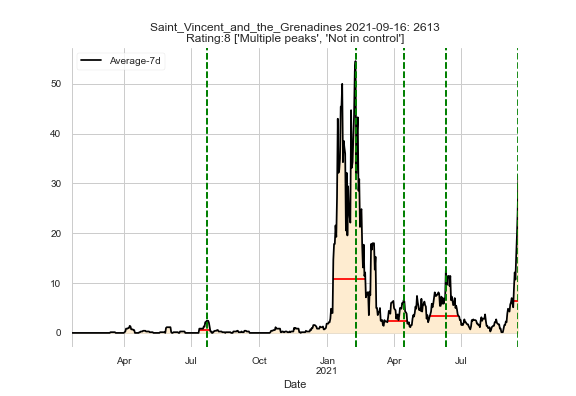 Saint_Vincent_and_the_Grenadines 2021-09-16: 2613
Rating:8 ['Multiple peaks', 'Not in control']
Average-7d
50
40
30
20
10
0
Apr
Jul
Oct
Jan
2021
Apr
Jul
Date